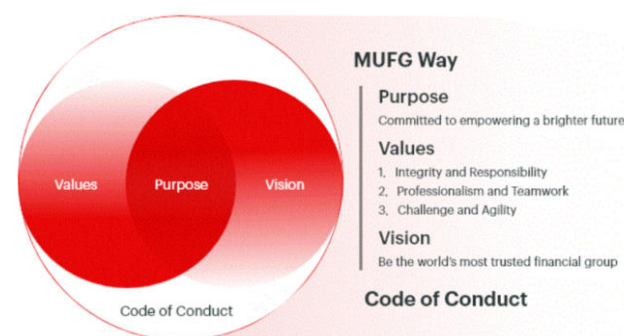 Values
Purpose
Vision
Code of Conduct
MUFG Way
Purpose
Committed to empowering a brighter future
Values
1. Integrity and Responsibility
2. Professionalism and Teamwork
3. Challenge and Agility
Vision
Be the world's most trusted financial group
Code of Conduct